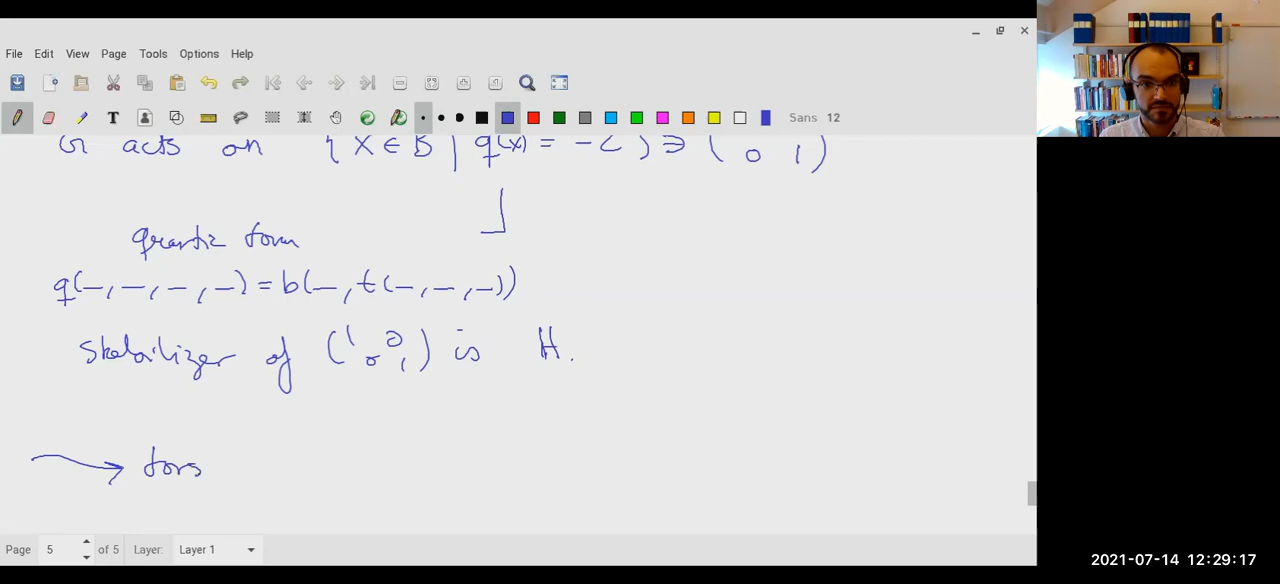 File Edit View Page Tools Options Help
Sans 12
G acts on { X ∈ B | q(x) = -2 } ∋ ( 0 1 )
quartic form
q(−,−,−,−) = b(−, t(−,−,−))
Stabilizer of ( 1 0 0 1 ) is H.
→ tors
Page 5 of 5 Layer: Layer 1
2021-07-14 12:29:17